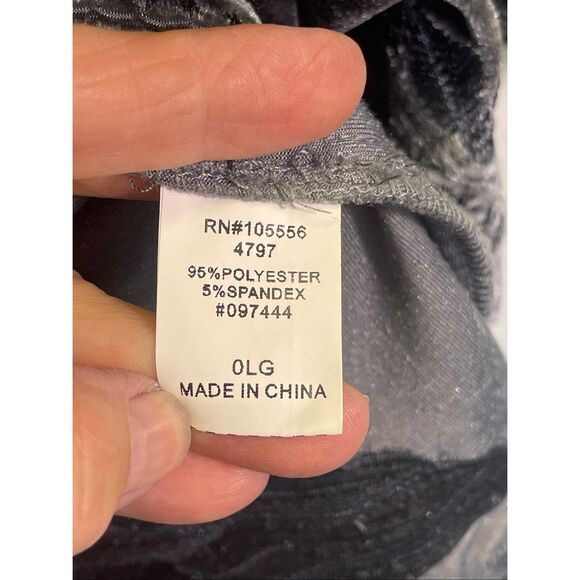 RN#105556
4797
95%POLYESTER
5%SPANDEX
#097444
0LG
MADE IN CHINA